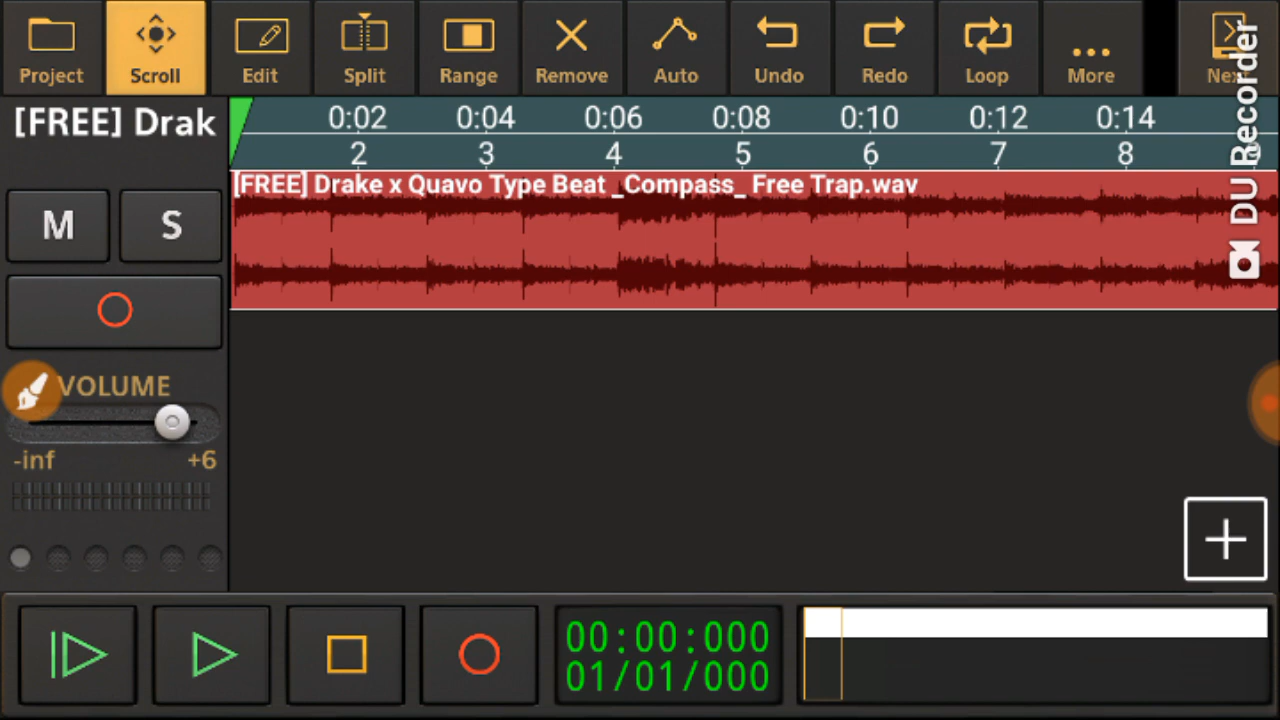 Project Scroll Edit Split Range Remove Auto Undo Redo Loop More
DU Recorder
[FREE] Drak
0:02 0:04 0:06 0:08 0:10 0:12 0:14
2 3 4 5 6 7 8
[FREE] Drake x Quavo Type Beat _Compass_ Free Trap.wav
M S
VOLUME
-inf +6
00:00:000
01/01/000